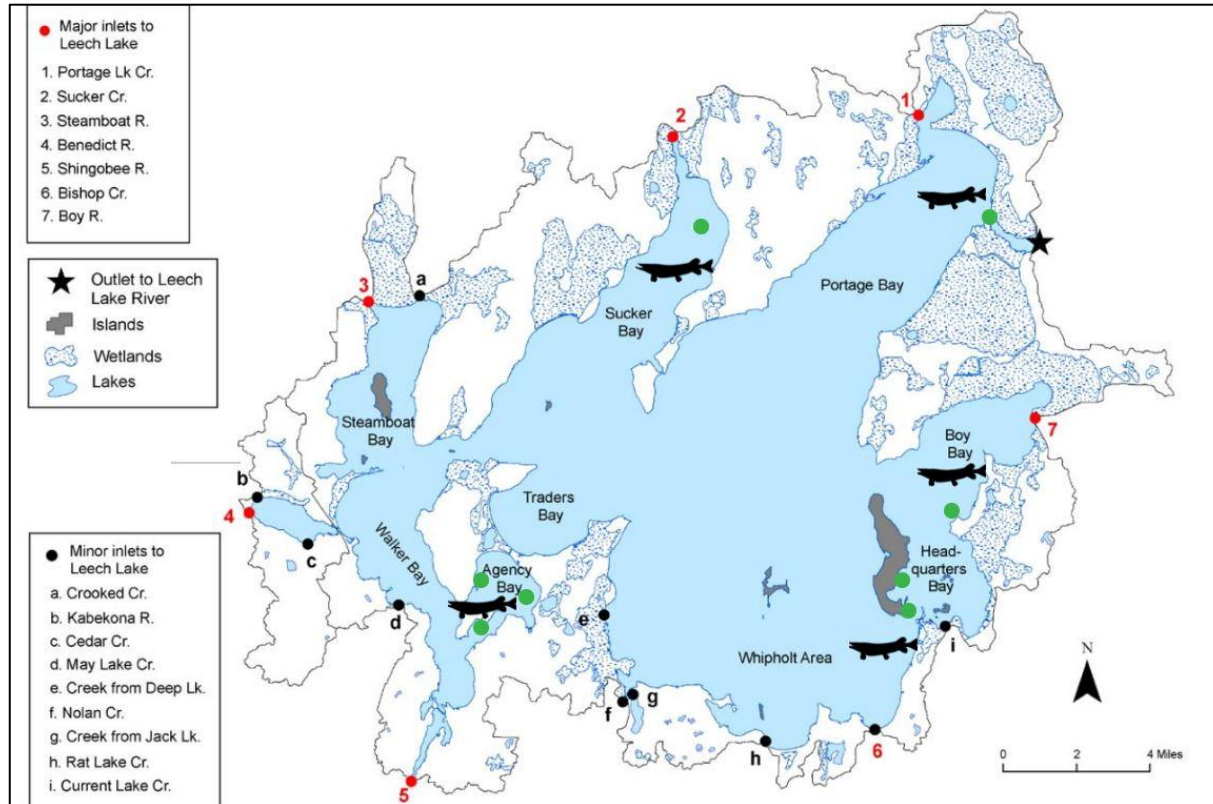 Major inlets to
Leech Lake
1. Portage Lk Cr.
2. Sucker Cr.
3. Steamboat R.
4. Benedict R.
5. Shingobee R.
6. Bishop Cr.
7. Boy R.
Outlet to Leech
Lake River
Islands
Wetlands
Lakes
Minor inlets to
Leech Lake
a. Crooked Cr.
b. Kabekona R.
c. Cedar Cr.
d. May Lake Cr.
e. Creek from Deep Lk.
f. Nolan Cr.
g. Creek from Jack Lk.
h. Rat Lake Cr.
i. Current Lake Cr.
1
2
3
a
Portage Bay
Sucker
Bay
Steamboat
Bay
7
Boy
Bay
b
4
c
Traders
Bay
Walker Bay
Agency
Bay
Head-
quarters
Bay
d
e
i
Whipholt Area
f
g
h
6
5
N
0 2 4 Miles